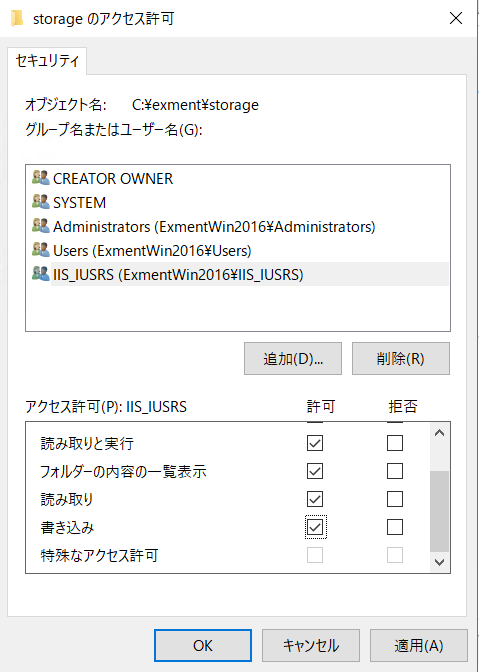 storage のアクセス許可
セキュリティ
オブジェクト名: C:¥exment¥storage
グループ名またはユーザー名(G):
CREATOR OWNER
SYSTEM
Administrators (ExmentWin2016¥Administrators)
Users (ExmentWin2016¥Users)
IIS_IUSRS (ExmentWin2016¥IIS_IUSRS)
追加(D)... 削除(R)
アクセス許可(P): IIS_IUSRS 許可 拒否
読み取りと実行
フォルダーの内容の一覧表示
読み取り
書き込み
特殊なアクセス許可
OK キャンセル 適用(A)